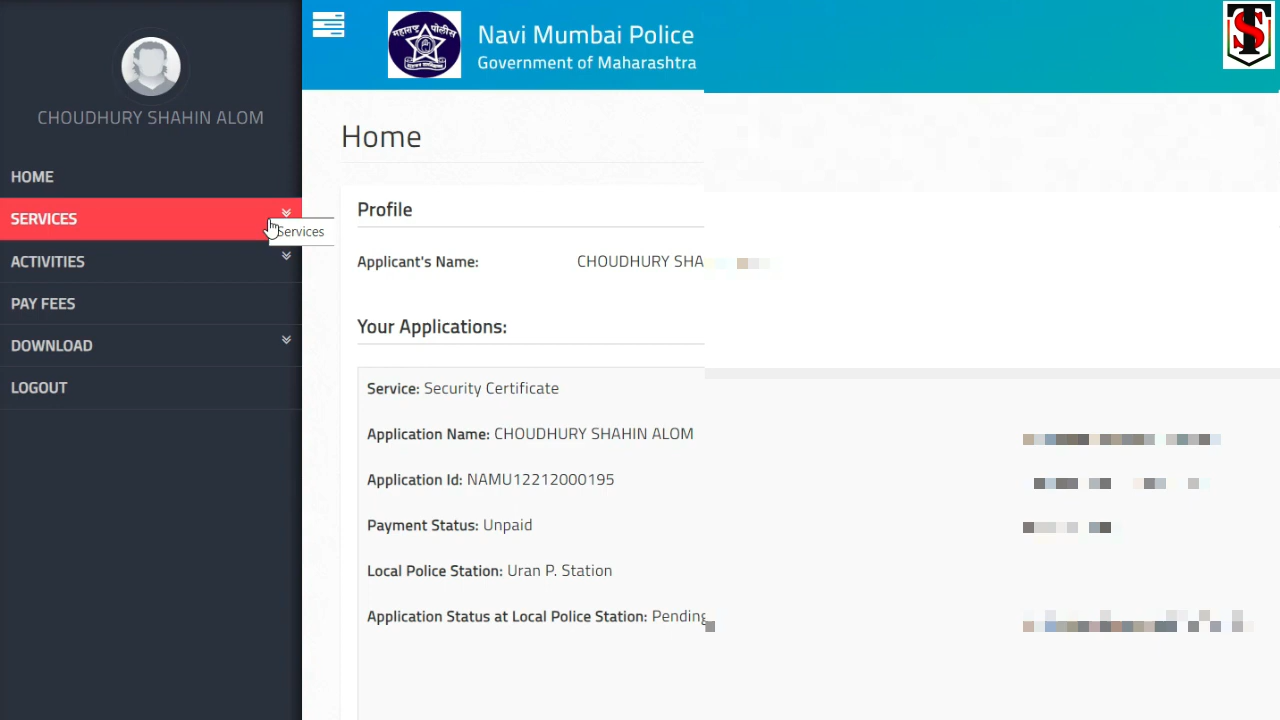 CHOUDHURY SHAHIN ALOM
HOME
SERVICES
Services
ACTIVITIES
PAY FEES
DOWNLOAD
LOGOUT
महाराष्ट्र पोलीस
Navi Mumbai Police
Government of Maharashtra
Home
Profile
Applicant's Name: CHOUDHURY SHA
Your Applications:
Service: Security Certificate
Application Name: CHOUDHURY SHAHIN ALOM
Application Id: NAMU12212000195
Payment Status: Unpaid
Local Police Station: Uran P. Station
Application Status at Local Police Station: Pending